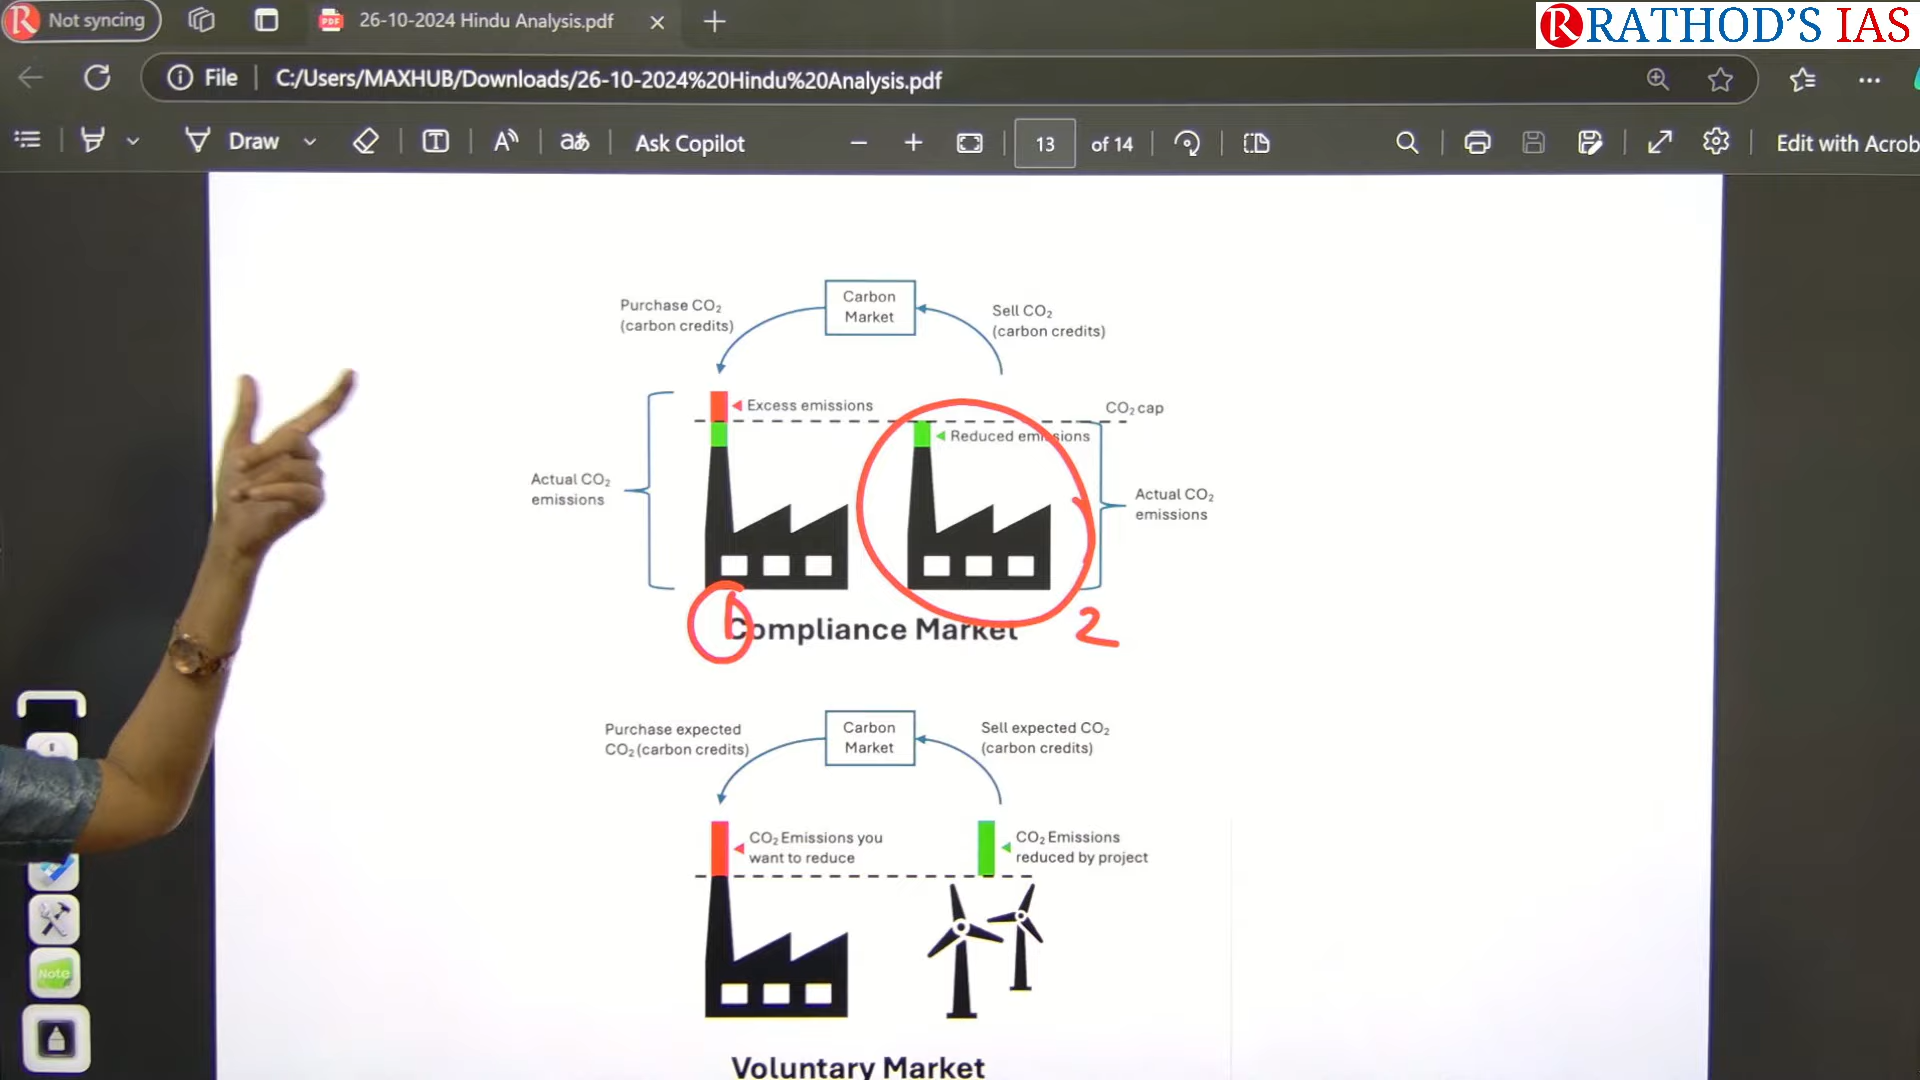 Not syncing
26-10-2024 Hindu Analysis.pdf
RATHOD'S IAS
File
C:/Users/MAXHUB/Downloads/26-10-2024%20Hindu%20Analysis.pdf
Draw
Ask Copilot
13 of 14
Edit with Acrob
Carbon
Market
Purchase CO₂
(carbon credits)
Sell CO₂
(carbon credits)
Excess emissions
CO₂ cap
Reduced emissions
Actual CO₂
emissions
Actual CO₂
emissions
1
2
Compliance Market
Carbon
Market
Purchase expected
CO₂ (carbon credits)
Sell expected CO₂
(carbon credits)
CO₂ Emissions you
want to reduce
CO₂ Emissions
reduced by project
Note
Voluntary Market